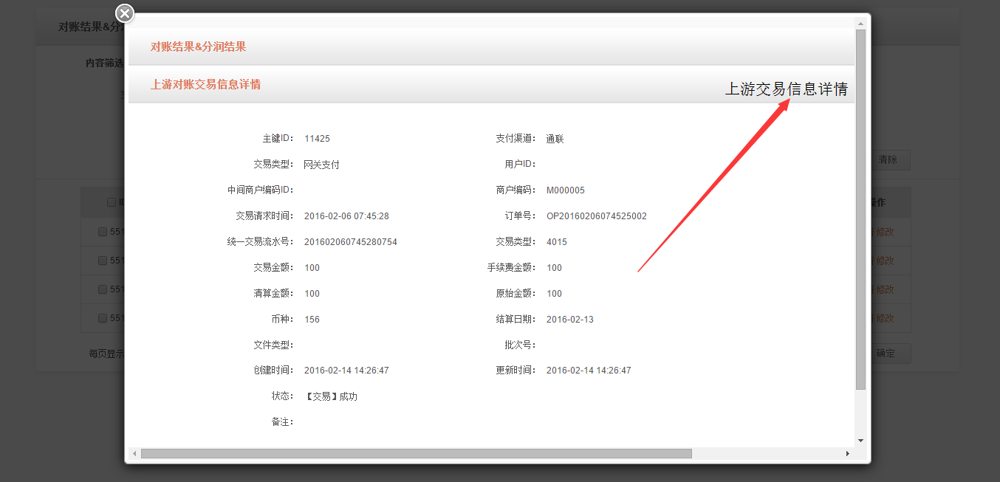 对账结果&分
对账结果&分润结果
内容筛选
上游对账交易信息详情
上游交易信息详情
主键ID： 11425 支付渠道： 通联
交易类型： 网关支付 用户ID：
清除
中间商户编码ID： 商户编码： M000005
交易请求时间： 2016-02-06 07:45:28 订单号： OP20160206074525002
551 统一交易流水号： 201602060745280754 交易类型： 4015 修改
551 交易金额： 100 手续费金额： 100 修改
551 清算金额： 100 原始金额： 100 修改
551 币种： 156 结算日期： 2016-02-13 修改
文件类型： 批次号：
每页显示 确定
创建时间： 2016-02-14 14:26:47 更新时间： 2016-02-14 14:26:47
状态： 【交易】成功
备注：